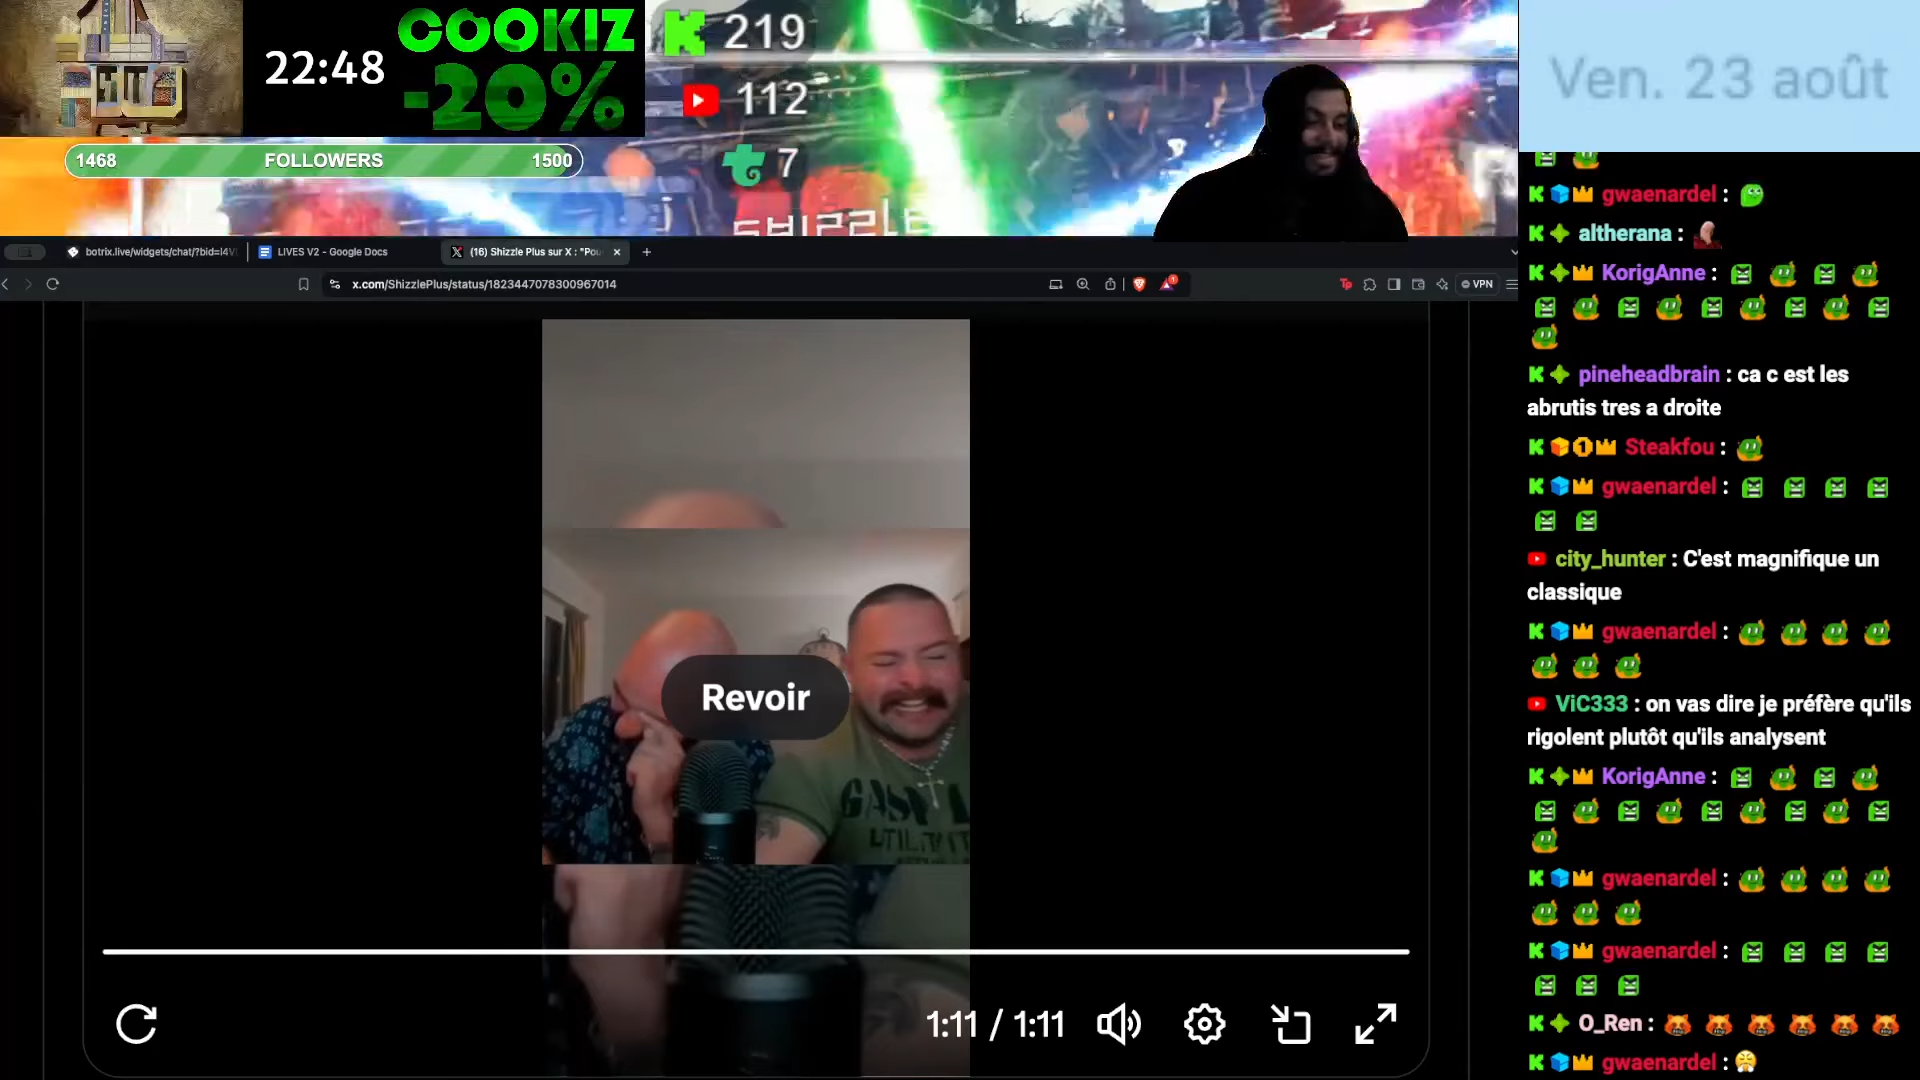 22:48
COOKIZ
-20%
1468 FOLLOWERS 1500
219
112
7
SHIZZLE
Ven. 23 août
botrix.live/widgets/chat/?bid=I4V
LIVES V2 - Google Docs
(16) Shizzle Plus sur X : "Pou
x.com/ShizzlePlus/status/1823447078300967014
VPN
Revoir
1:11 / 1:11
gwaenardel :
altherana :
KorigAnne :
pineheadbrain : ca c est les
abrutis tres a droite
Steakfou :
gwaenardel :
city_hunter : C'est magnifique un
classique
gwaenardel :
ViC333 : on vas dire je préfère qu'ils
rigolent plutôt qu'ils analysent
KorigAnne :
gwaenardel :
gwaenardel :
O_Ren :
gwaenardel :